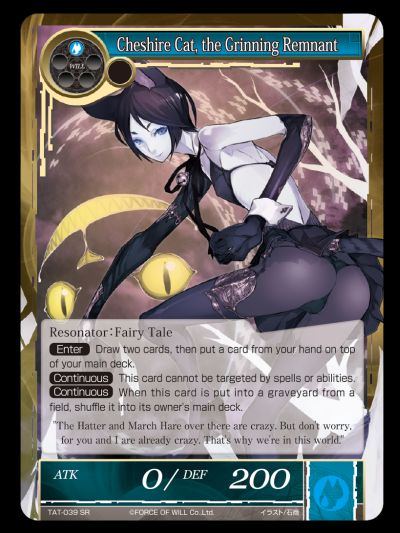 Cheshire Cat, the Grinning Remnant
WILL
Resonator : Fairy Tale
Enter Draw two cards, then put a card from your hand on top
of your main deck.
Continuous This card cannot be targeted by spells or abilities.
Continuous When this card is put into a graveyard from a
field, shuffle it into its owner's main deck.
"The Hatter and March Hare over there are crazy. But don't worry,
for you and I are already crazy. That's why we're in this world."
ATK 0 / DEF 200
TAT-039 SR ©FORCE OF WILL Co.,Ltd. イラスト/石商